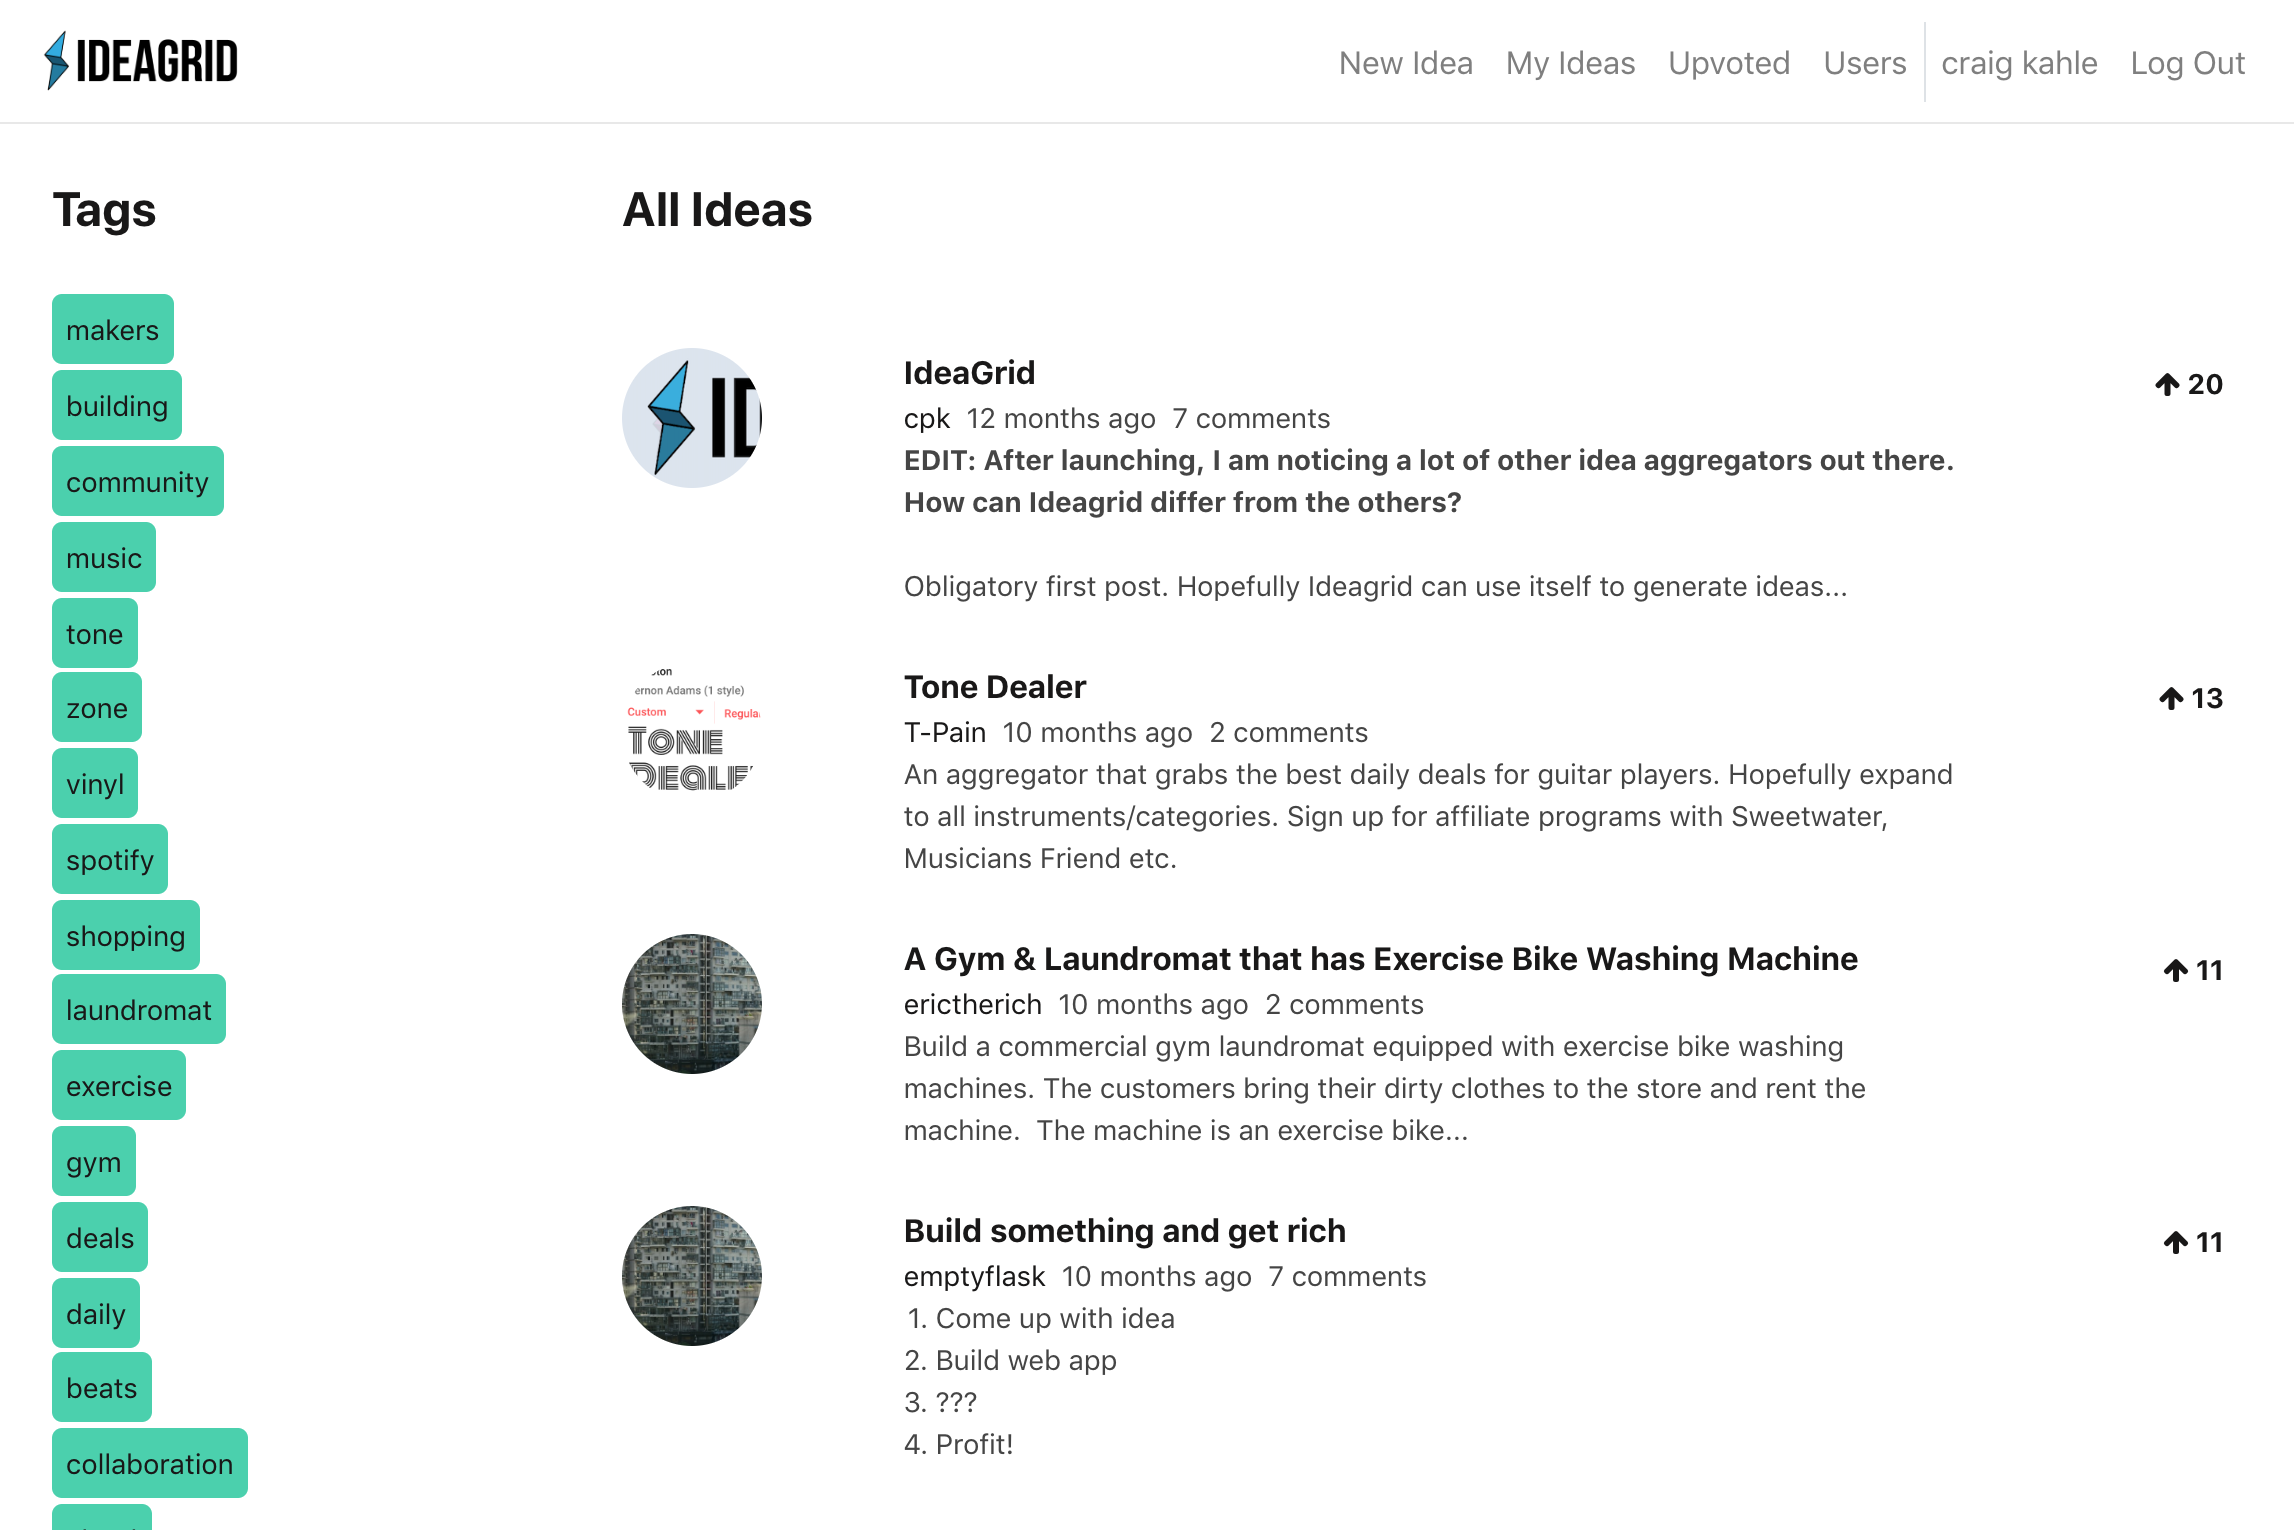 IDEAGRID
New Idea My Ideas Upvoted Users craig kahle Log Out
Tags
makers
building
community
music
tone
zone
vinyl
spotify
shopping
laundromat
exercise
gym
deals
daily
beats
collaboration
All Ideas
ID
IdeaGrid
20
cpk 12 months ago 7 comments
EDIT: After launching, I am noticing a lot of other idea aggregators out there.
How can Ideagrid differ from the others?
Obligatory first post. Hopefully Ideagrid can use itself to generate ideas...
ernon Adams (1 style)
Custom Regula
TONE
DEALE
Tone Dealer
13
T-Pain 10 months ago 2 comments
An aggregator that grabs the best daily deals for guitar players. Hopefully expand
to all instruments/categories. Sign up for affiliate programs with Sweetwater,
Musicians Friend etc.
A Gym & Laundromat that has Exercise Bike Washing Machine
11
erictherich 10 months ago 2 comments
Build a commercial gym laundromat equipped with exercise bike washing
machines. The customers bring their dirty clothes to the store and rent the
machine.  The machine is an exercise bike...
Build something and get rich
11
emptyflask 10 months ago 7 comments
1. Come up with idea
2. Build web app
3. ???
4. Profit!